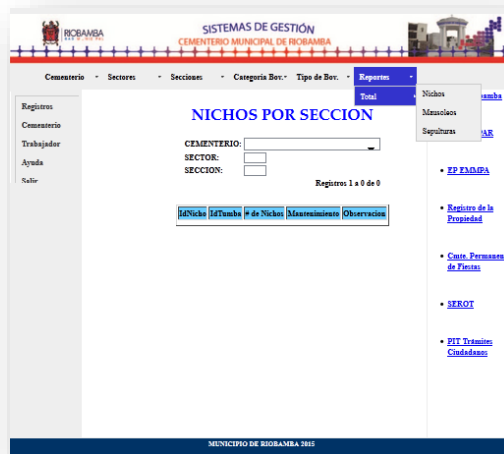 RIOBAMBA
SISTEMAS DE GESTIÓN
CEMENTERIO MUNICIPAL DE RIOBAMBA
Cementerio - Sectores - Secciones - Categoria Bov. - Tipo de Bov. - Reportes -
Total
Nichos
Mausoleos
Sepulturas
Registros
Cementerio
Trabajador
Ayuda
Salir
NICHOS POR SECCION
CEMENTERIO:
SECTOR:
SECCION:
Registros 1 a 0 de 0
IdNicho IdTumba # de Nichos Mantenimiento Observacion
• EP EMMPA
• Registro de la
Propiedad
• Cmte. Permanen
de Fiestas
• SEROT
• PIT Trámites
Ciudadanos
MUNICIPIO DE RIOBAMBA 2015